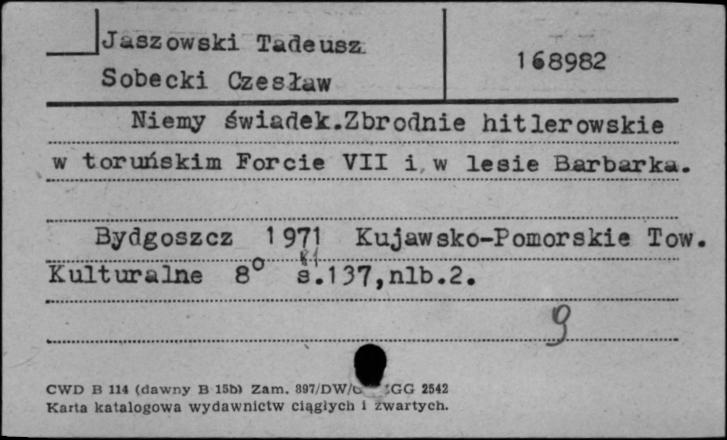 Jaszowski Tadeusz
168982
Sobecki Czesław
Niemy świadek.Zbrodnie hitlerowskie
w toruńskim Forcie VII i w lesie Barbarka.
Bydgoszcz 1971 Kujawsko-Pomorskie Tow.
Kulturalne 8° s.137,nlb.2.
9
CWD B 114 (dawny B 15b) Zam. 397/DW/ GG 2542
Karta katalogowa wydawnictw ciągłych i zwartych.